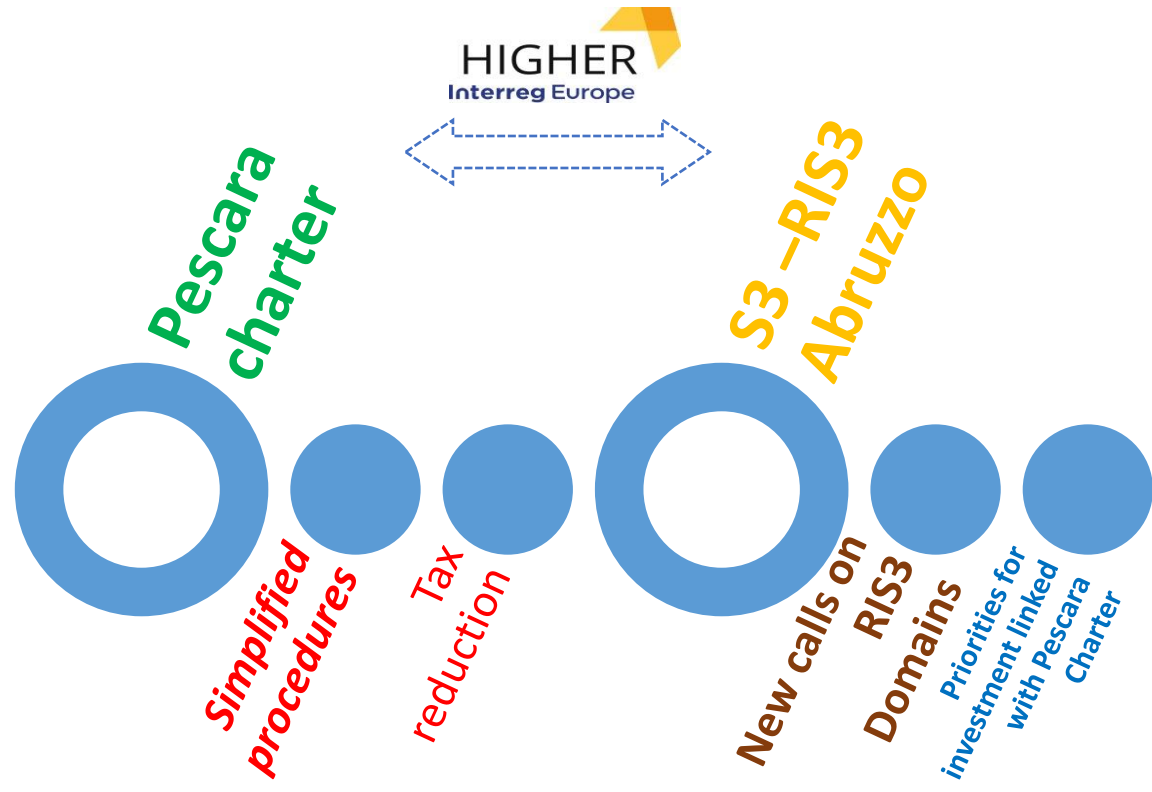 HIGHER
Interreg Europe
Pescara
charter
S3 –RIS3
Abruzzo
Simplified
procedures
Tax
reduction
New calls on
RIS3
Domains
Priorities for
investment linked
with Pescara
Charter